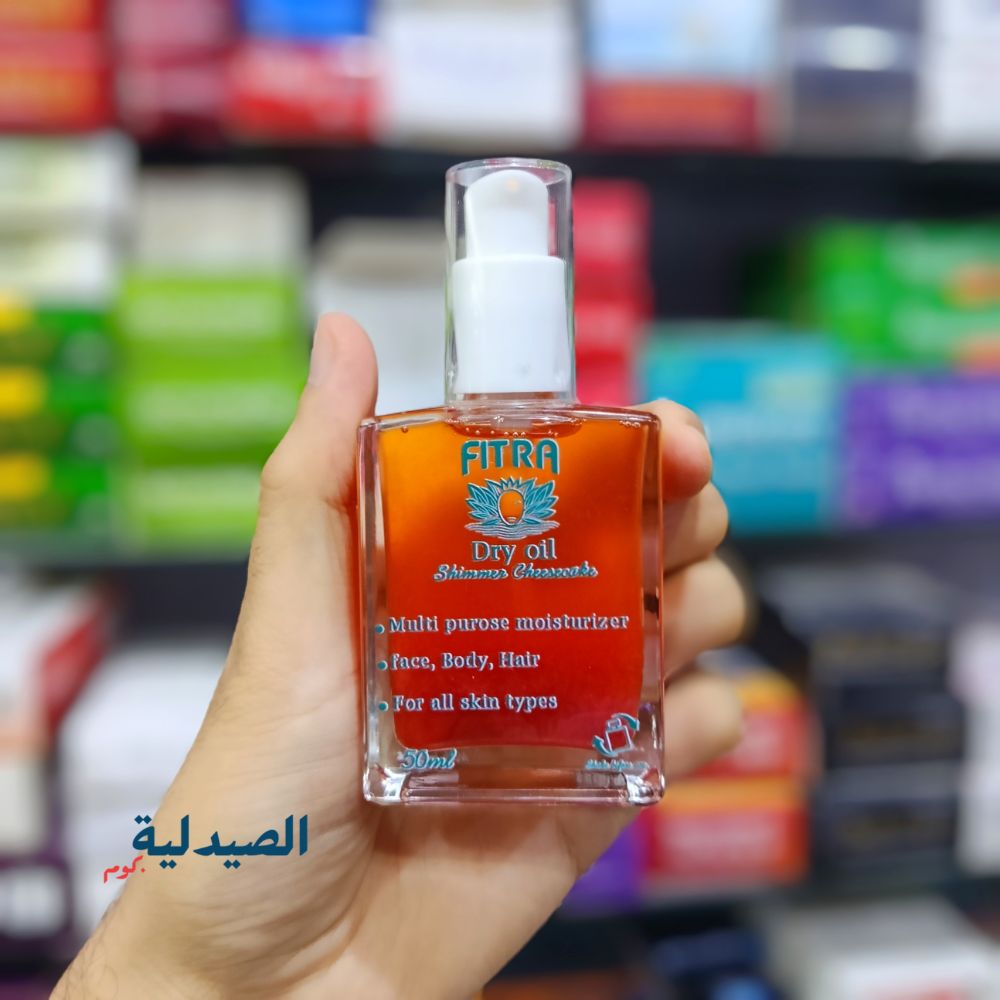 FITRA
Dry oil
Shimmer Cheesecake
• Multi purose moisturizer
• face, Body, Hair
• For all skin types
50ml
الصيدلية
.كوم